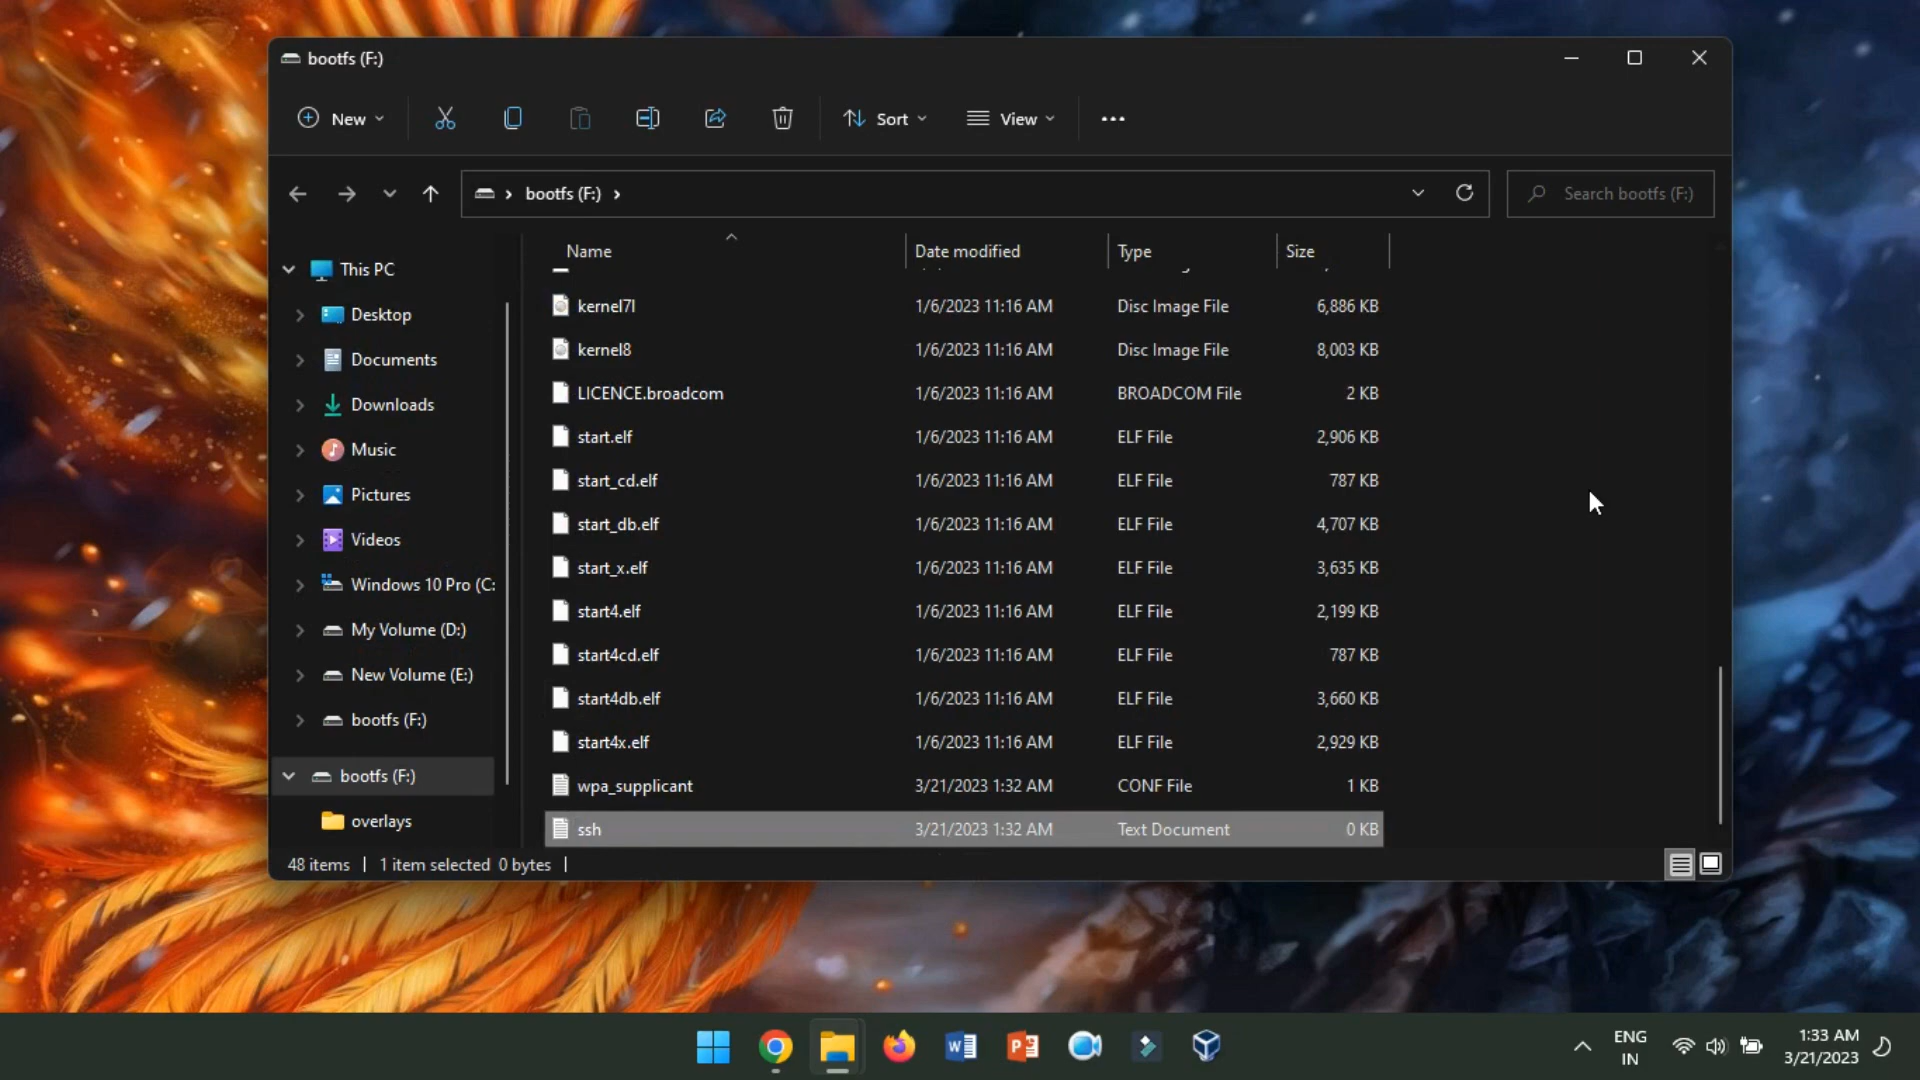 bootfs (F:)
New
Sort
View
bootfs (F:)
Search bootfs (F:)
Name Date modified Type Size
This PC
Desktop
Documents
Downloads
Music
Pictures
Videos
Windows 10 Pro (C:
My Volume (D:)
New Volume (E:)
bootfs (F:)
bootfs (F:)
overlays
kernel7l 1/6/2023 11:16 AM Disc Image File 6,886 KB
kernel8 1/6/2023 11:16 AM Disc Image File 8,003 KB
LICENCE.broadcom 1/6/2023 11:16 AM BROADCOM File 2 KB
start.elf 1/6/2023 11:16 AM ELF File 2,906 KB
start_cd.elf 1/6/2023 11:16 AM ELF File 787 KB
start_db.elf 1/6/2023 11:16 AM ELF File 4,707 KB
start_x.elf 1/6/2023 11:16 AM ELF File 3,635 KB
start4.elf 1/6/2023 11:16 AM ELF File 2,199 KB
start4cd.elf 1/6/2023 11:16 AM ELF File 787 KB
start4db.elf 1/6/2023 11:16 AM ELF File 3,660 KB
start4x.elf 1/6/2023 11:16 AM ELF File 2,929 KB
wpa_supplicant 3/21/2023 1:32 AM CONF File 1 KB
ssh 3/21/2023 1:32 AM Text Document 0 KB
48 items 1 item selected 0 bytes
ENG
IN
1:33 AM
3/21/2023